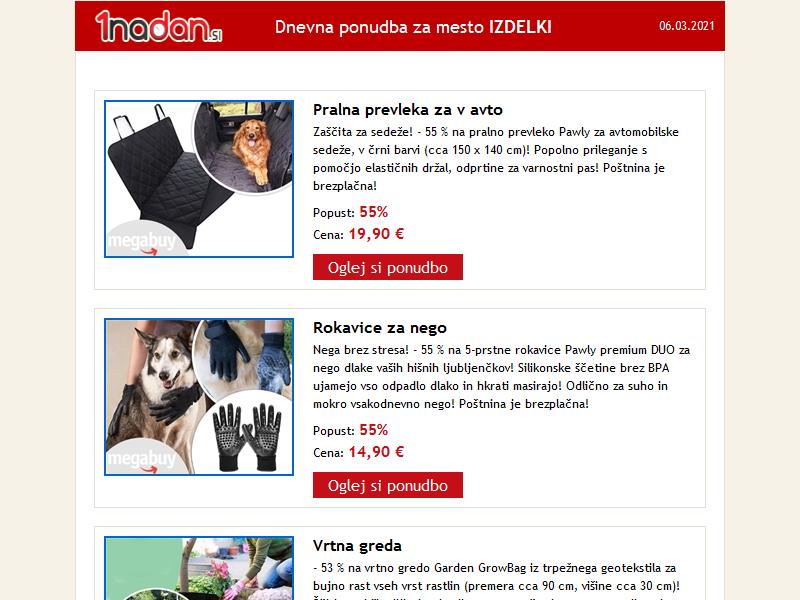 1nadan.si
Dnevna ponudba za mesto IZDELKI
06.03.2021
Pralna prevleka za v avto
Zaščita za sedeže! - 55 % na pralno prevleko Pawly za avtomobilske
sedeže, v črni barvi (cca 150 x 140 cm)! Popolno prileganje s
pomočjo elastičnih držal, odprtine za varnostni pas! Poštnina je
brezplačna!
Popust: 55%
Cena: 19,90 €
Oglej si ponudbo
megabuy
Rokavice za nego
Nega brez stresa! - 55 % na 5-prstne rokavice Pawly premium DUO za
nego dlake vaših hišnih ljubljenčkov! Silikonske ščetine brez BPA
ujamejo vso odpadlo dlako in hkrati masirajo! Odlično za suho in
mokro vsakodnevno nego! Poštnina je brezplačna!
Popust: 55%
Cena: 14,90 €
Oglej si ponudbo
megabuy
Vrtna greda
- 53 % na vrtno gredo Garden GrowBag iz trpežnega geotekstila za
bujno rast vseh vrst rastlin (premera cca 90 cm, višine cca 30 cm)!